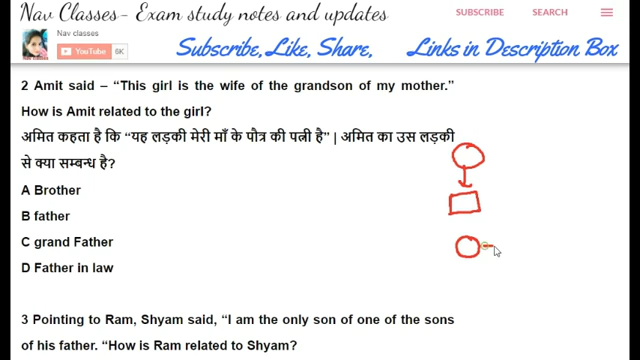 Nav Classes- Exam study notes and updates
SUBSCRIBE SEARCH
Nav classes
YouTube 6K
Subscribe, Like, Share, Links in Description Box
2 Amit said – “This girl is the wife of the grandson of my mother.”
How is Amit related to the girl?
अमित कहता है कि “यह लड़की मेरी माँ के पौत्र की पत्नी है” | अमित का उस लड़की
से क्या सम्बन्ध है?
A Brother
B father
C grand Father
D Father in law
3 Pointing to Ram, Shyam said, “I am the only son of one of the sons
of his father. “How is Ram related to Shyam?